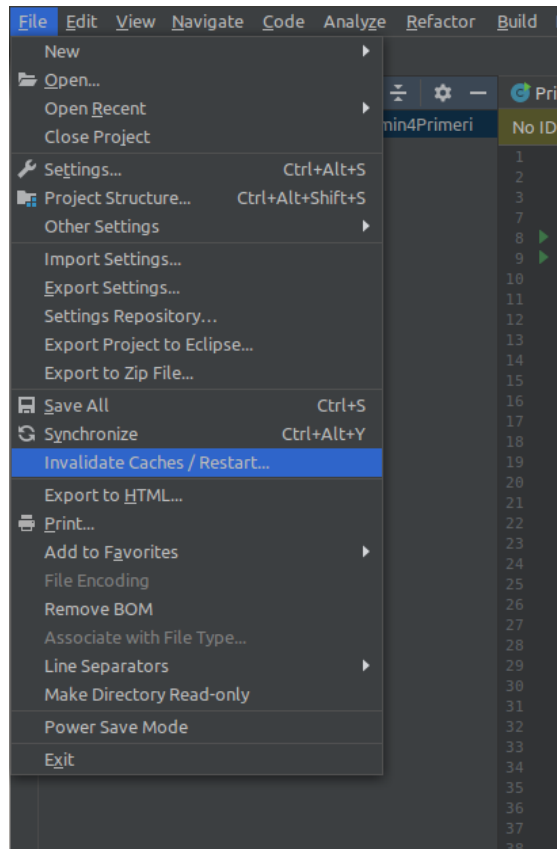 File Edit View Navigate Code Analyze Refactor Build
New
Open...
Open Recent
Close Project
min4Primeri
Pri
No ID
Settings... Ctrl+Alt+S
Project Structure... Ctrl+Alt+Shift+S
Other Settings
Import Settings...
Export Settings...
Settings Repository...
Export Project to Eclipse...
Export to Zip File...
Save All Ctrl+S
Synchronize Ctrl+Alt+Y
Invalidate Caches / Restart...
Export to HTML...
Print...
Add to Favorites
File Encoding
Remove BOM
Associate with File Type...
Line Separators
Make Directory Read-only
Power Save Mode
Exit
1
2
3
7
8
9
10
11
12
13
14
15
16
17
18
19
20
21
22
23
24
25
26
27
28
29
30
31
32
33
34
35
36
37
38